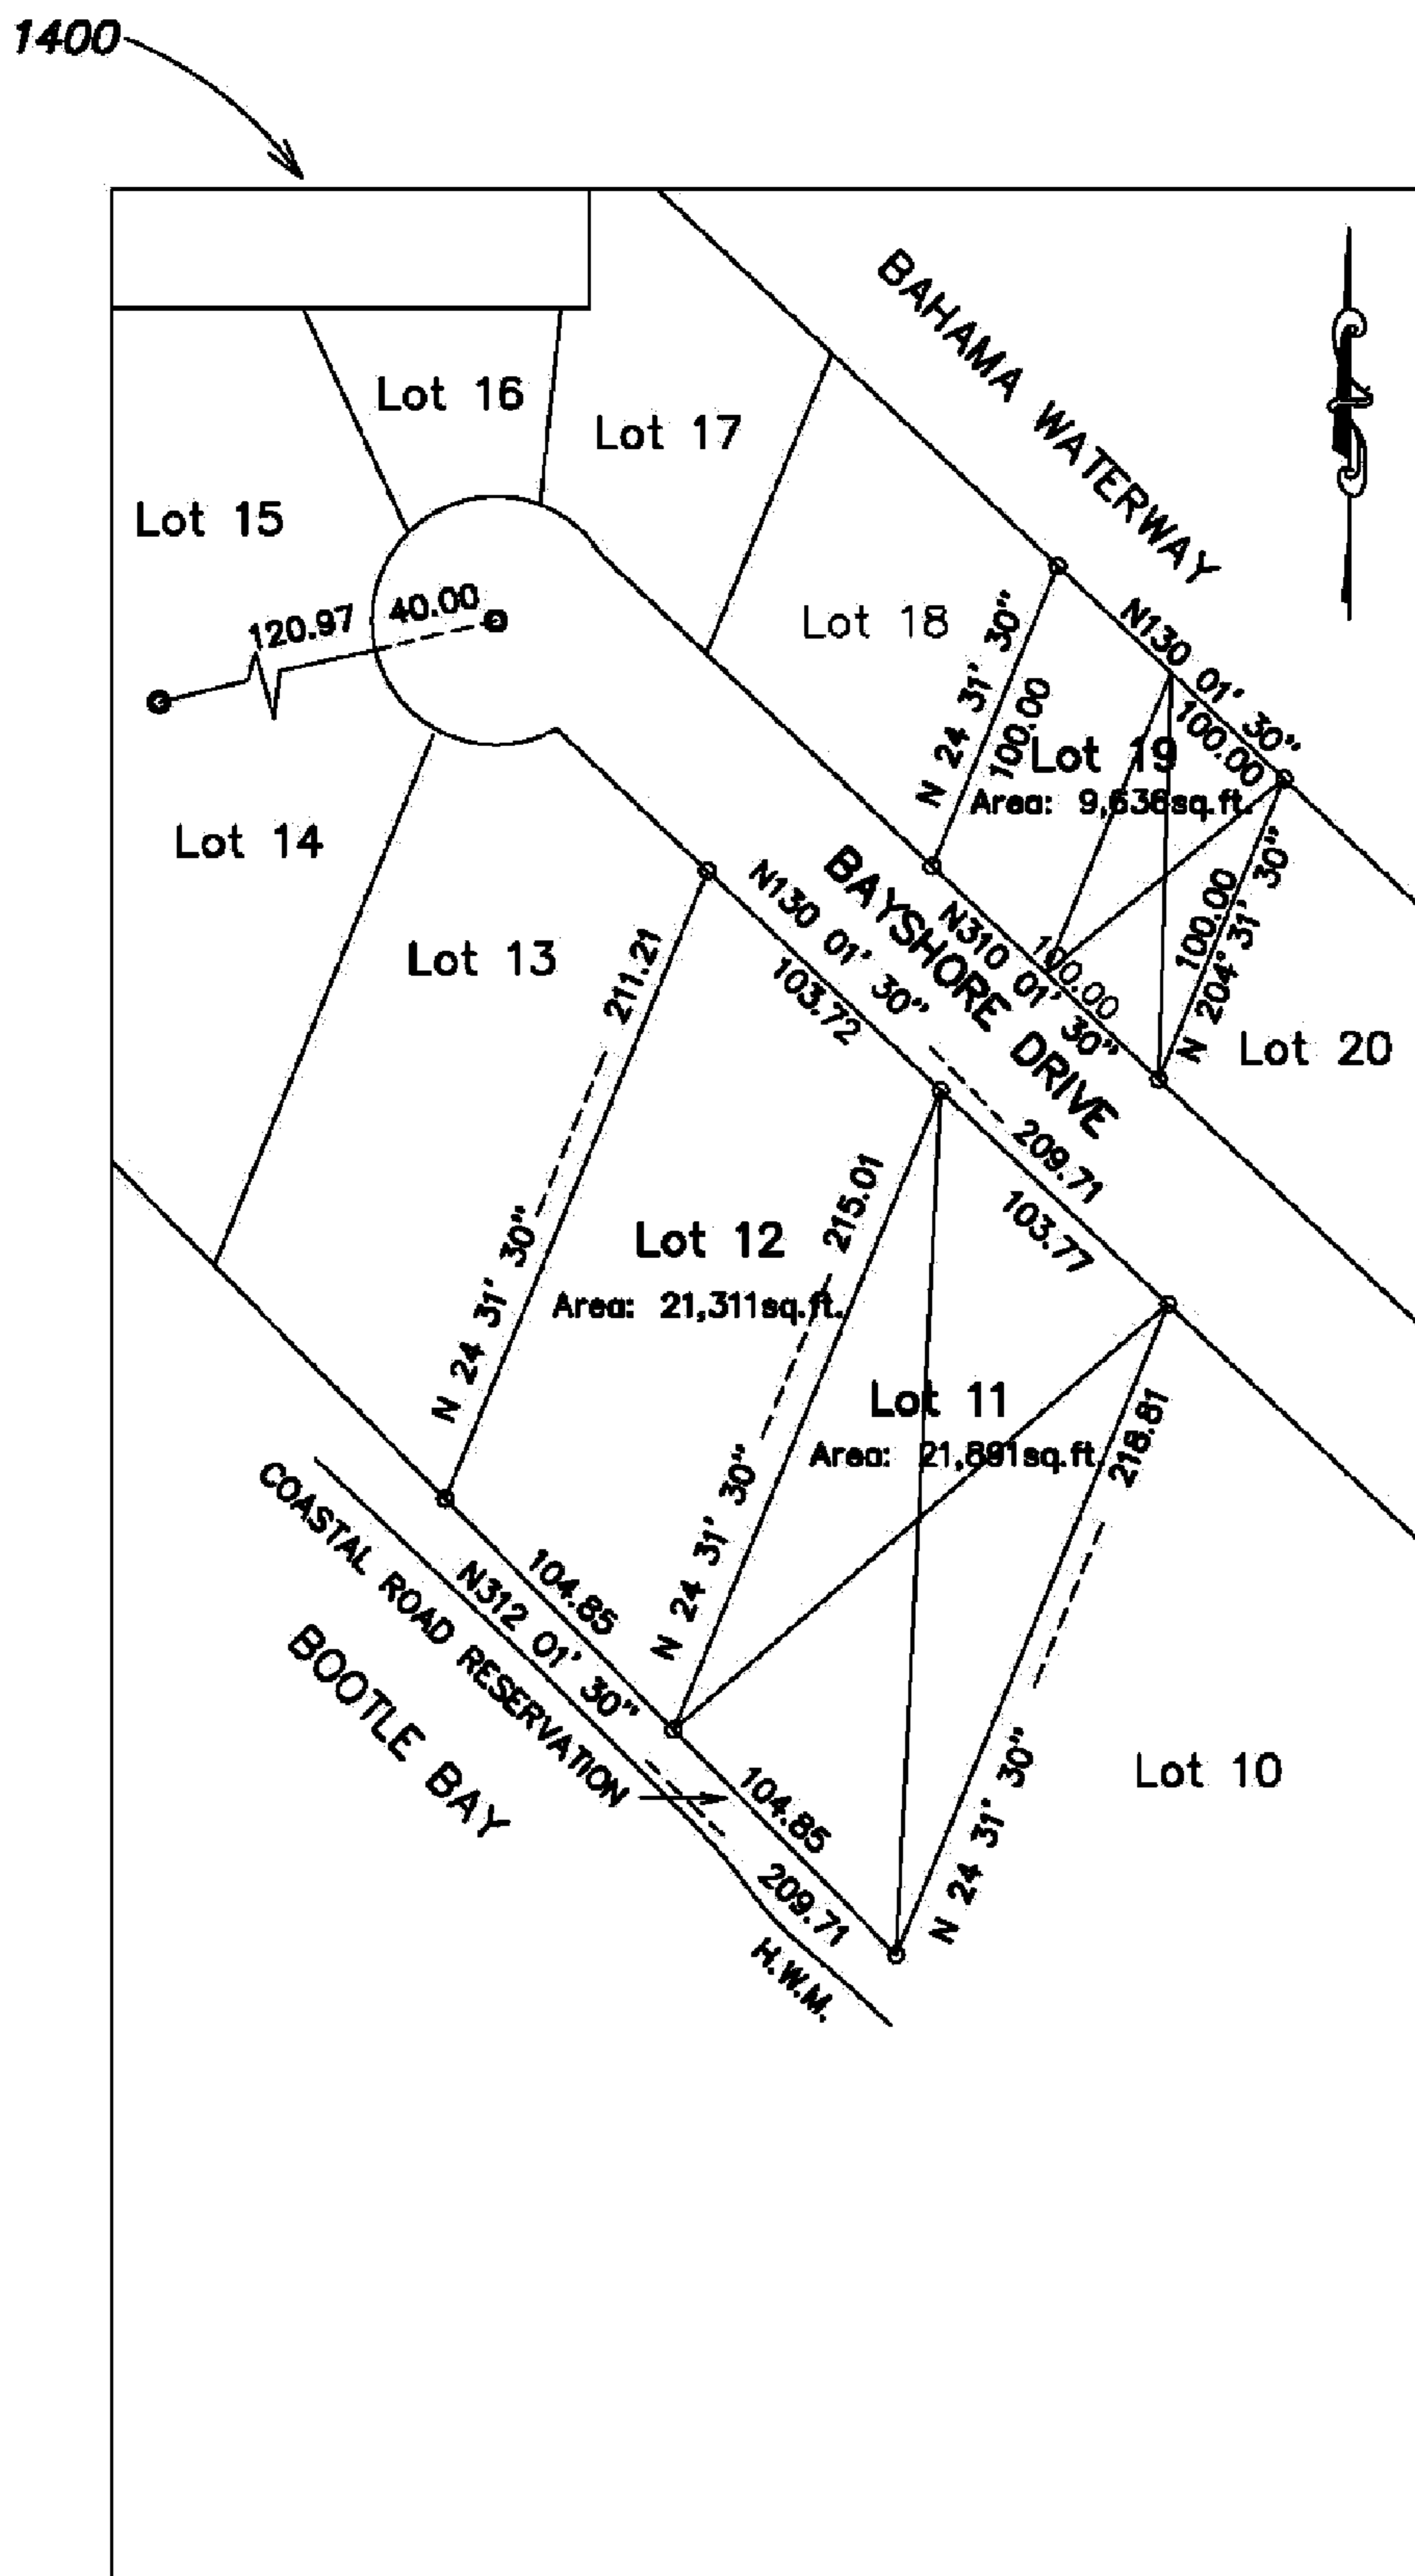 1400
BAHAMA WATERWAY
Lot 16
Lot 17
Lot 15
120.97
40.00
Lot 18
N 24 31' 30"
100.00
N130 01' 30"
100.00
Lot 19
Area: 9,636sq.ft.
Lot 14
BAYSHORE DRIVE
N130 01' 30"
103.72
N310 01' 30"
100.00
100.00
N 204° 31' 30"
Lot 13
211.21
N 24 31' 30"
Lot 20
209.71
103.77
215.01
N 24 31' 30"
Lot 12
Area: 21,311sq.ft.
Lot 11
Area: 21,891sq.ft.
218.81
N 24 31' 30"
COASTAL ROAD RESERVATION
N312 01' 30"
104.85
BOOTLE BAY
104.85
209.71
H.W.M.
Lot 10